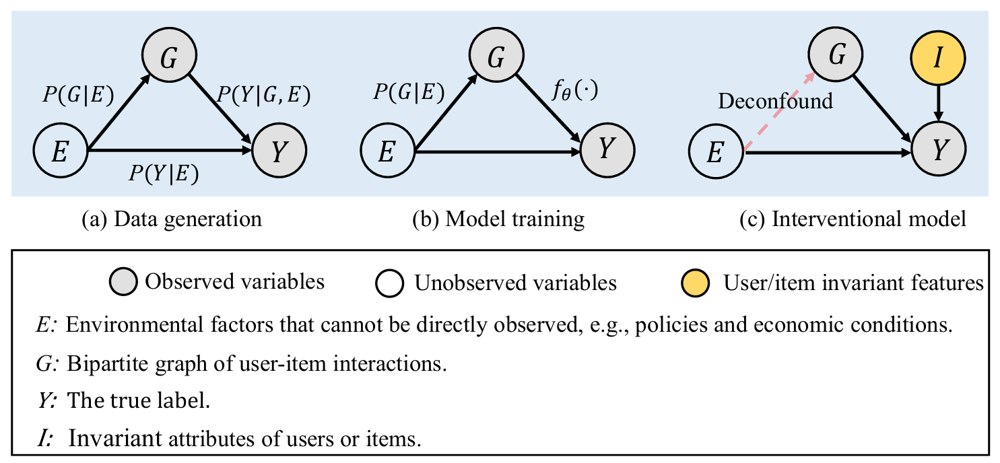 G
P(G|E)
P(Y|G, E)
E
Y
P(Y|E)
(a) Data generation
G
P(G|E)
f_θ(·)
E
Y
(b) Model training
G
I
Deconfound
E
Y
(c) Interventional model
Observed variables
Unobserved variables
User/item invariant features
E: Environmental factors that cannot be directly observed, e.g., policies and economic conditions.
G: Bipartite graph of user-item interactions.
Y: The true label.
I: Invariant attributes of users or items.